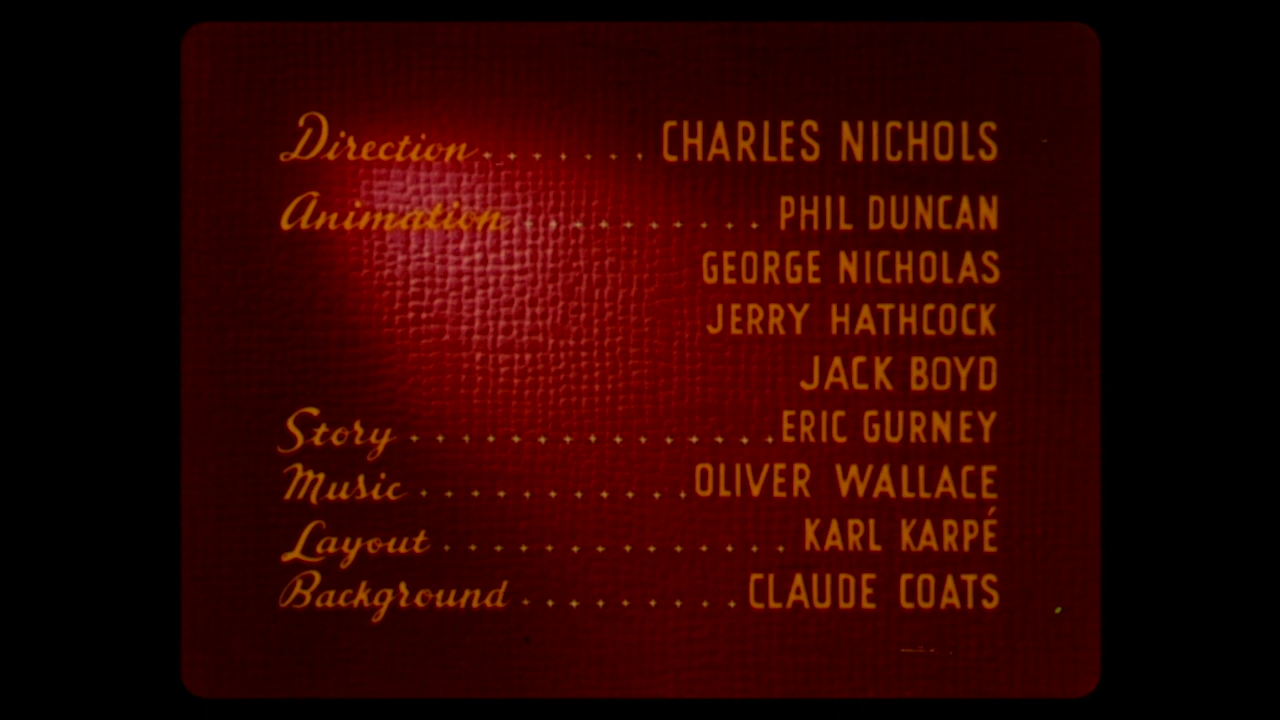 Direction....... CHARLES NICHOLS
Animation.......... PHIL DUNCAN
GEORGE NICHOLAS
JERRY HATHCOCK
JACK BOYD
Story...............ERIC GURNEY
Music...........OLIVER WALLACE
Layout.............. KARL KARPÉ
Background......... CLAUDE COATS